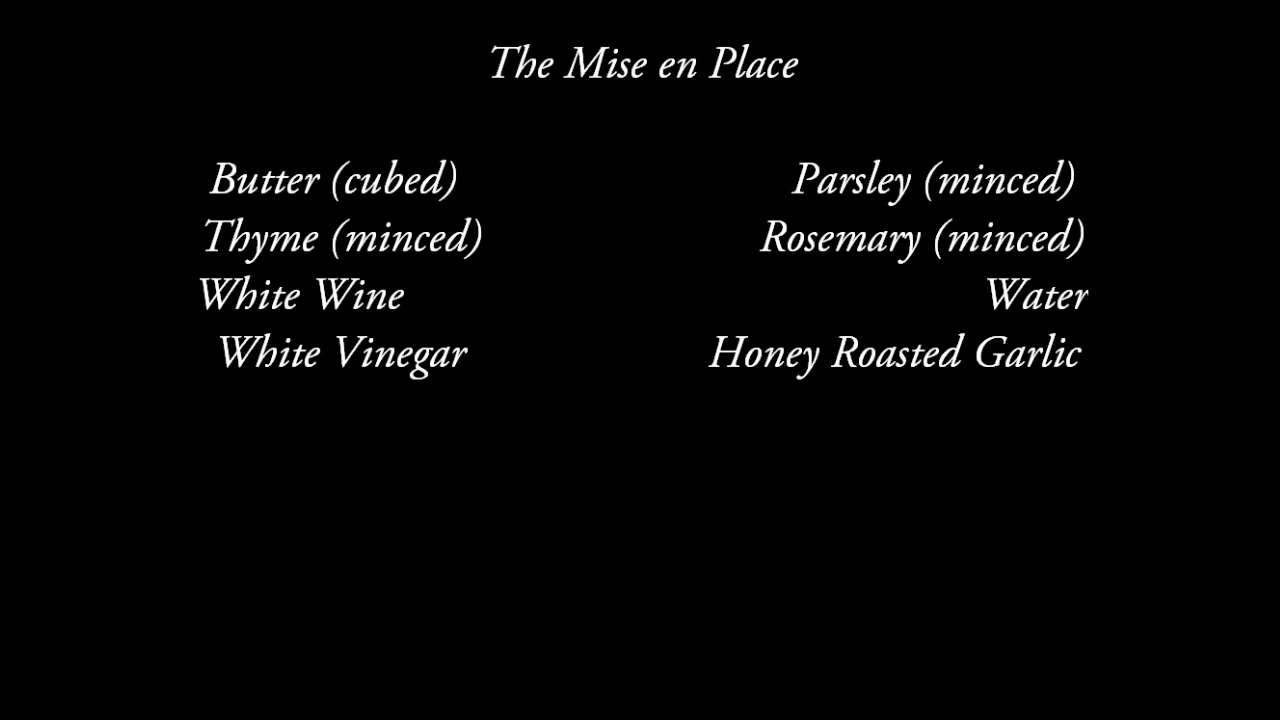 The Mise en Place
Butter (cubed) Parsley (minced)
Thyme (minced) Rosemary (minced)
White Wine Water
White Vinegar Honey Roasted Garlic